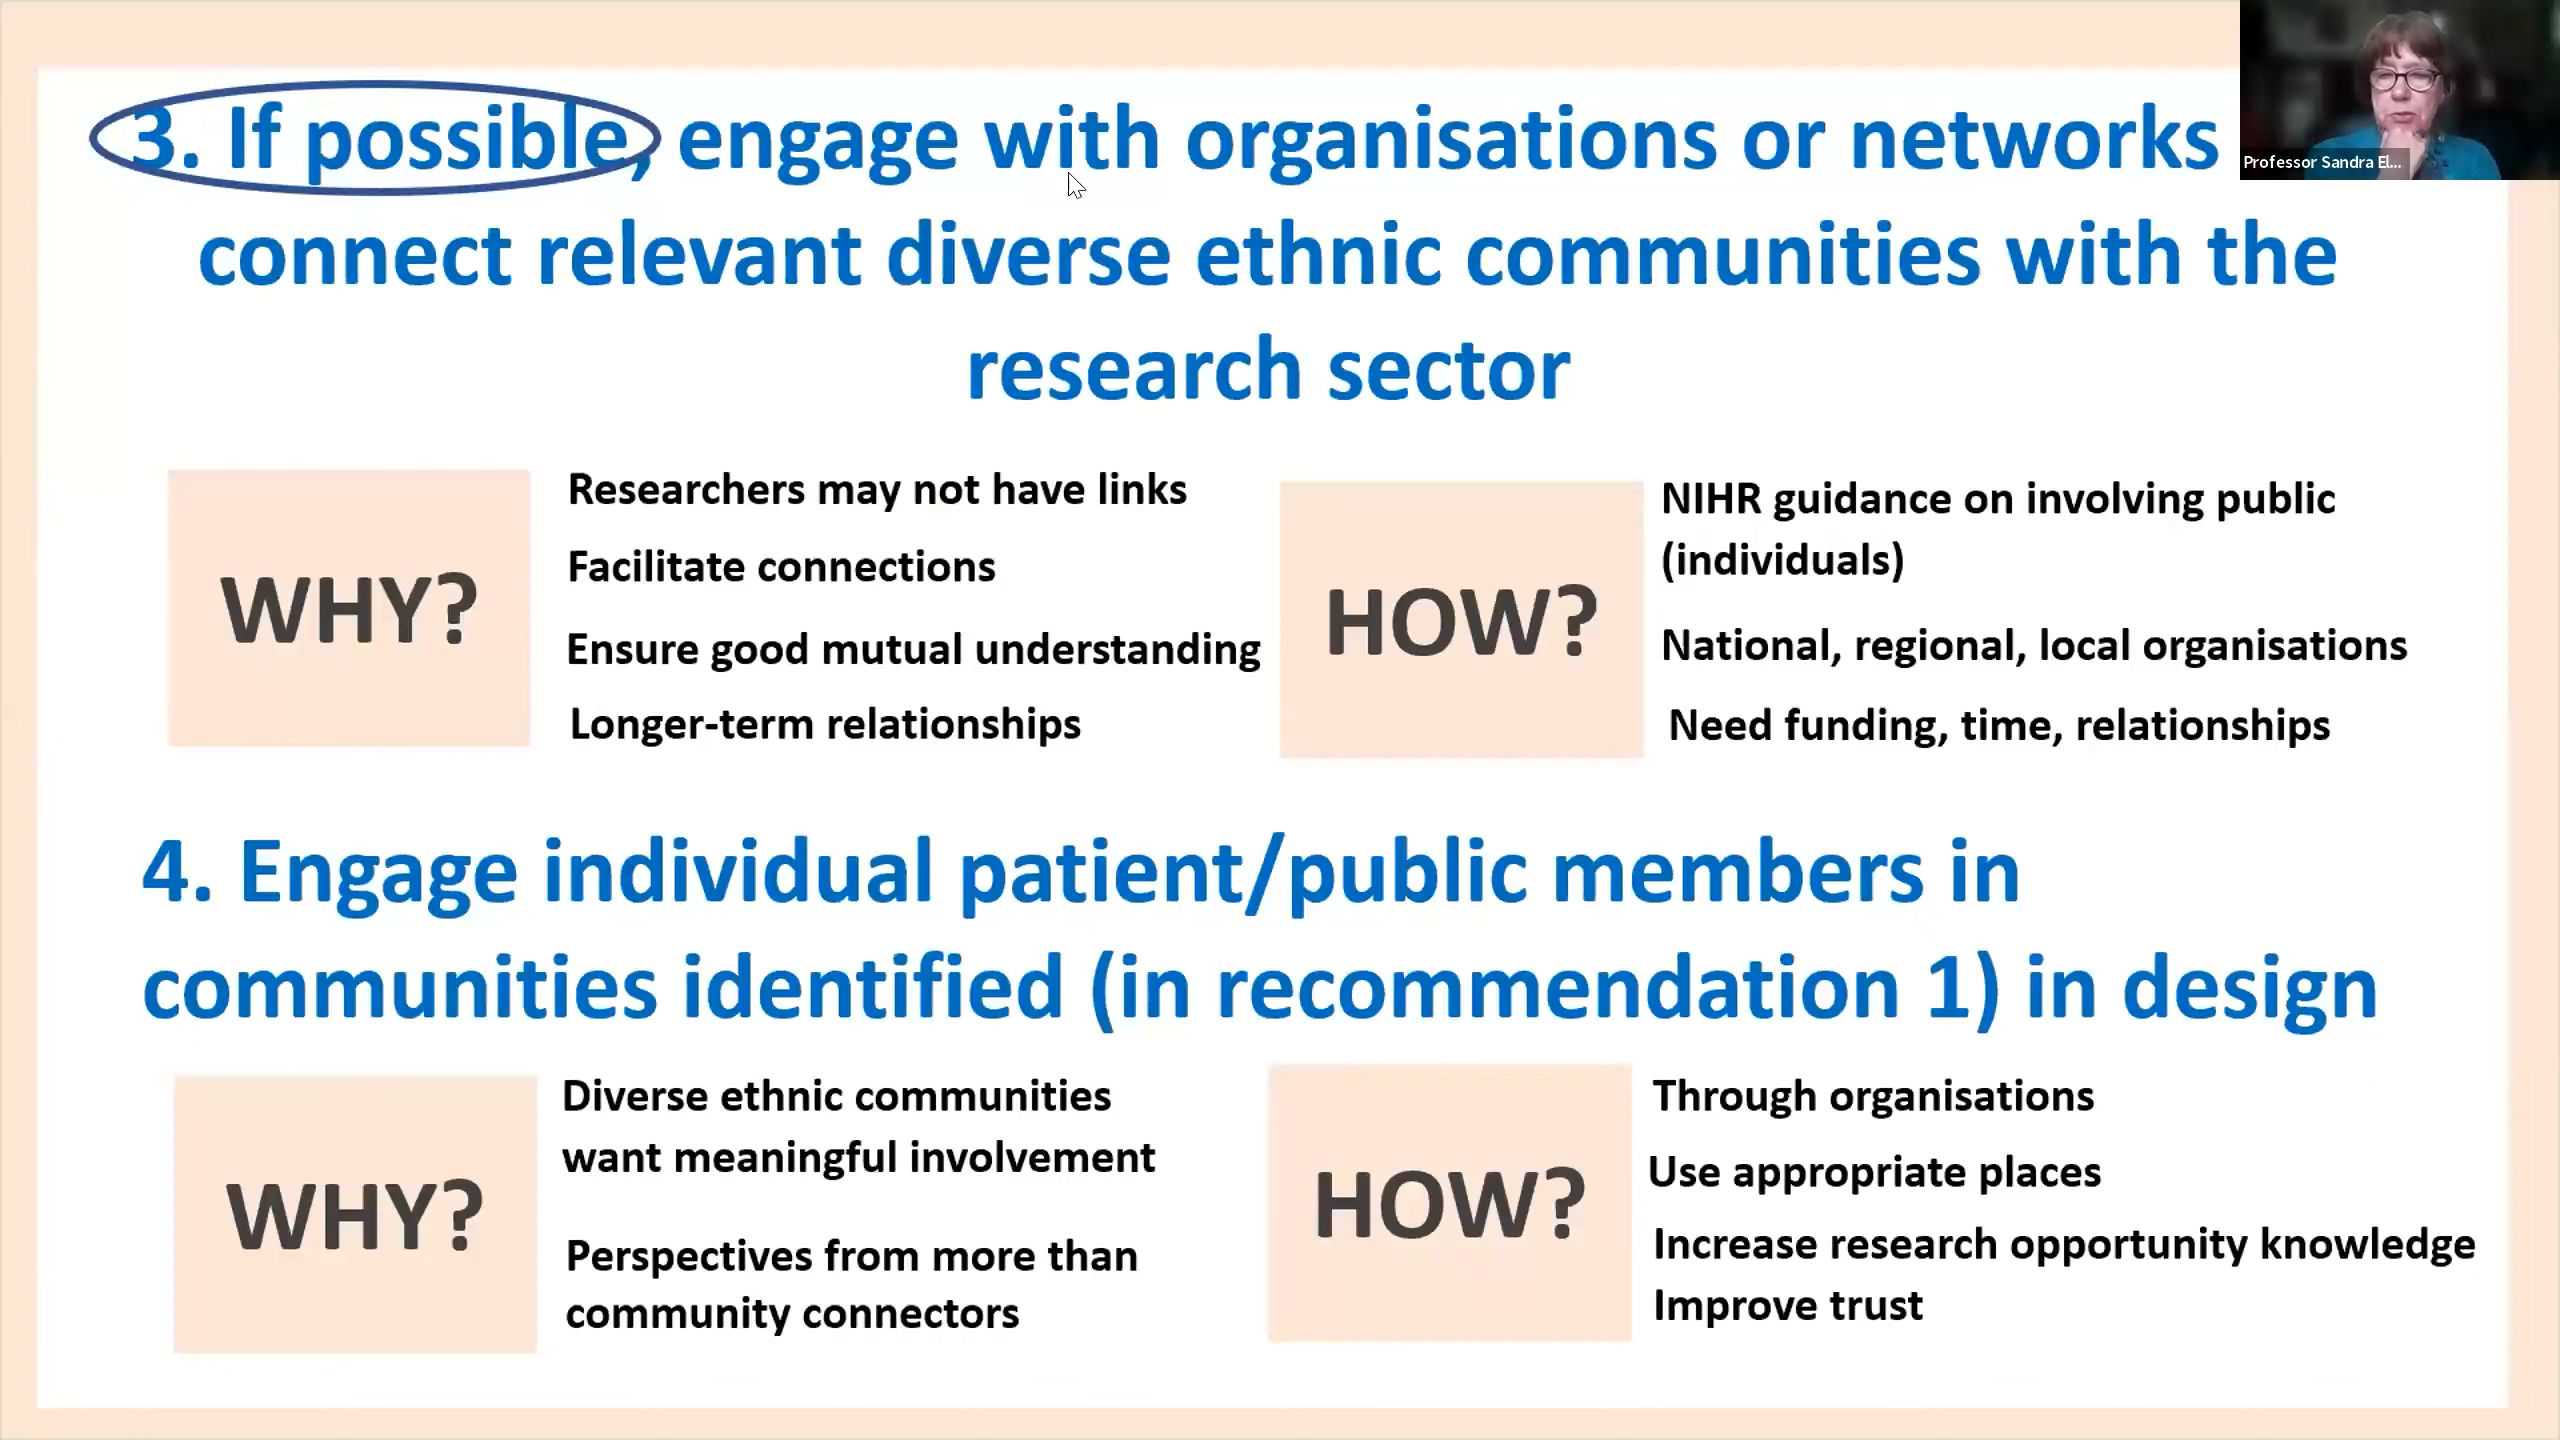 3. If possible, engage with organisations or networks
connect relevant diverse ethnic communities with the
research sector
WHY?
Researchers may not have links
Facilitate connections
Ensure good mutual understanding
Longer-term relationships
HOW?
NIHR guidance on involving public
(individuals)
National, regional, local organisations
Need funding, time, relationships
4. Engage individual patient/public members in
communities identified (in recommendation 1) in design
WHY?
Diverse ethnic communities
want meaningful involvement
Perspectives from more than
community connectors
HOW?
Through organisations
Use appropriate places
Increase research opportunity knowledge
Improve trust
Professor Sandra El...